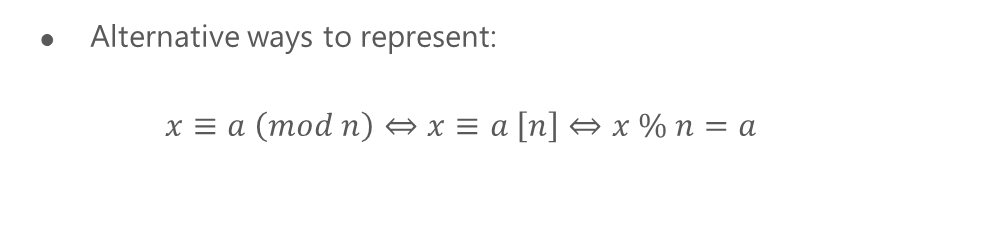 ● Alternative ways to represent:
x ≡ a (mod n) ⇔ x ≡ a [n] ⇔ x % n = a